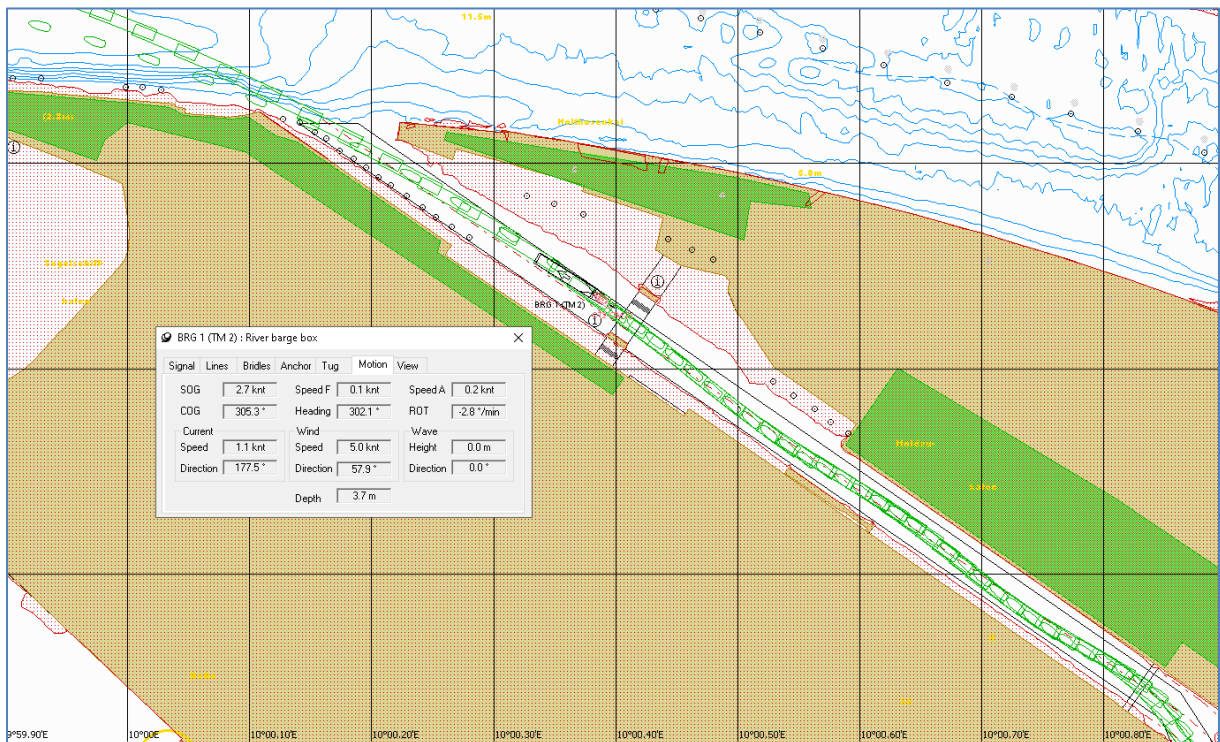 11.5m
(2.8m)
5.8m
hafen
BRG 1 (TM 2)
BRG 1 (TM 2) : River barge box
Signal Lines Bridles Anchor Tug Motion View
SOG 2.7 knt Speed F 0.1 knt Speed A 0.2 knt
COG 305.3 ° Heading 302.1 ° ROT -2.8 °/min
Current Wind Wave
Speed 1.1 knt Speed 5.0 knt Height 0.0 m
Direction 177.5 ° Direction 57.9 ° Direction 0.0 °
Depth 3.7 m
Moldau-
hafen
9°59.90'E 10°00'E 10°00.10'E 10°00.20'E 10°00.30'E 10°00.40'E 10°00.50'E 10°00.60'E 10°00.70'E 10°00.80'E